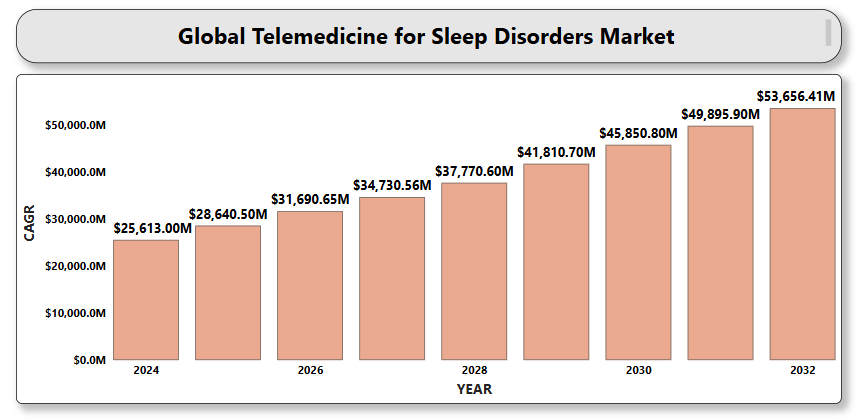 Global Telemedicine for Sleep Disorders Market
$53,656.41M
$49,895.90M
$45,850.80M
$41,810.70M
$37,770.60M
$34,730.56M
$31,690.65M
$28,640.50M
$25,613.00M
$50,000.0M
$40,000.0M
$30,000.0M
$20,000.0M
$10,000.0M
$0.0M
CAGR
2024 2026 2028 2030 2032
YEAR